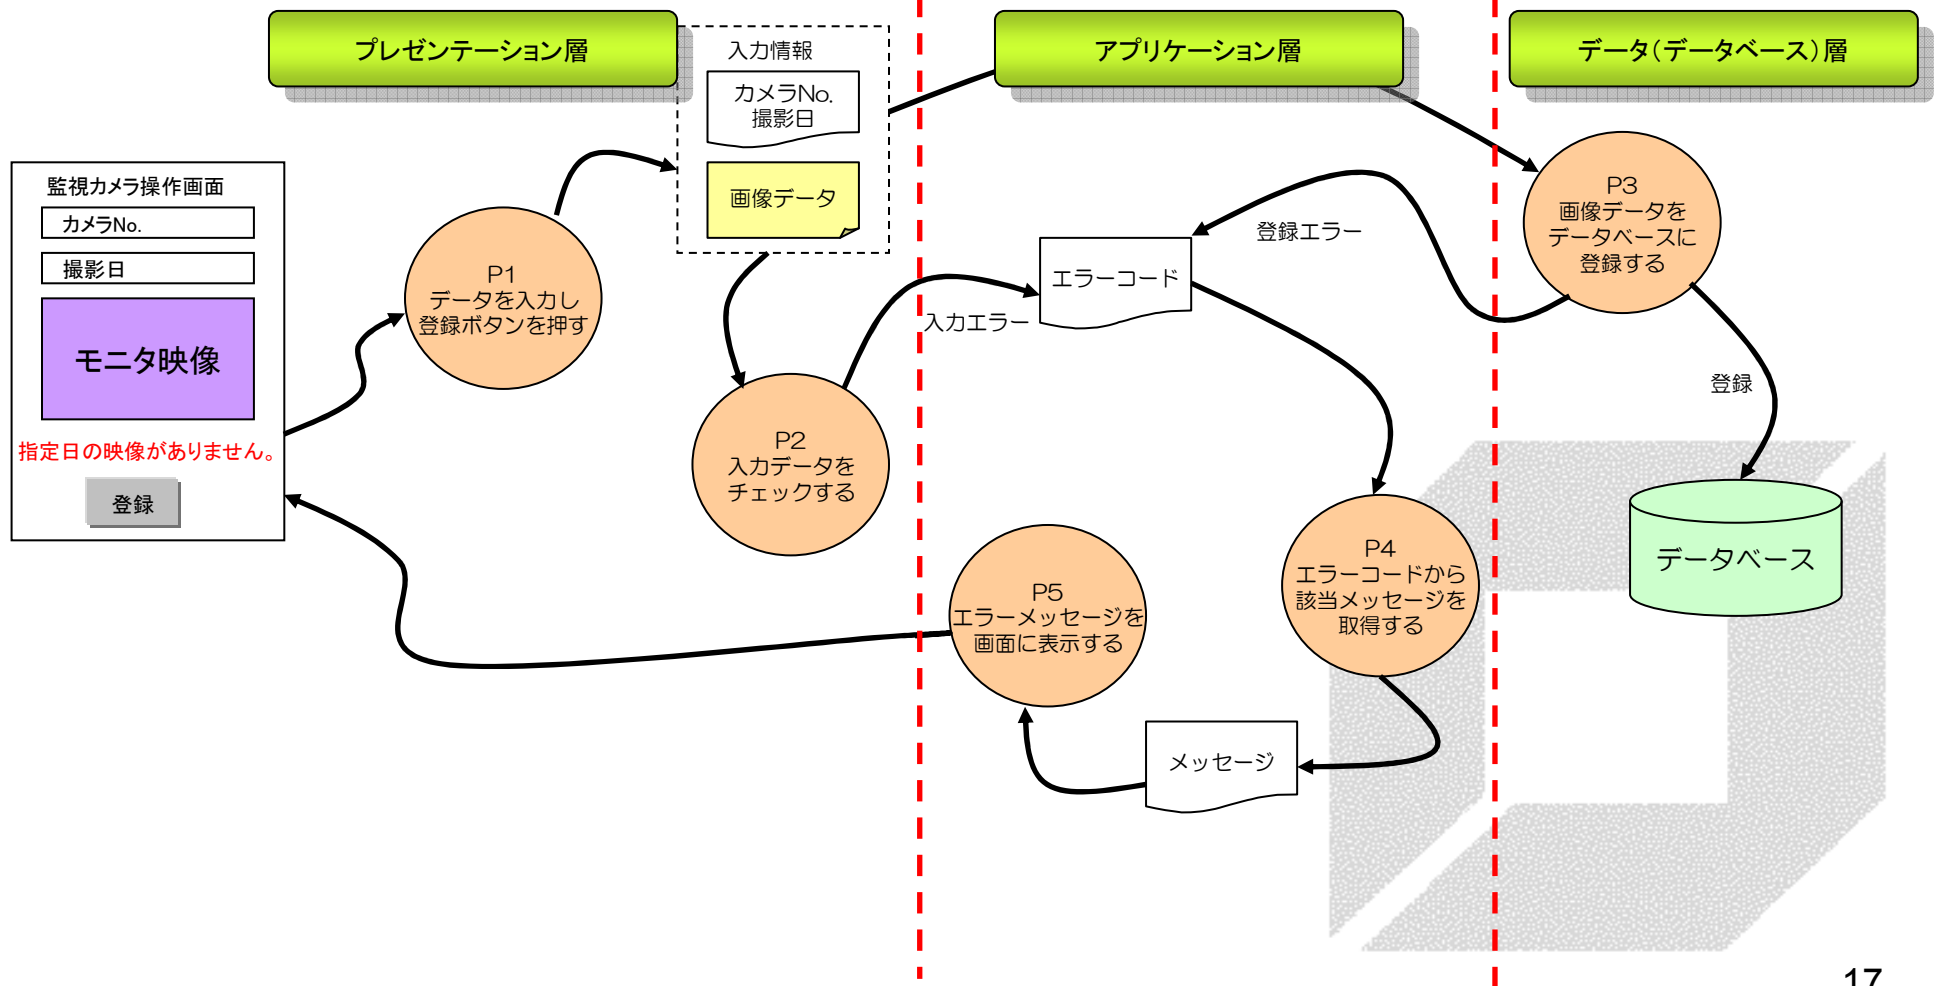 プレゼンテーション層
アプリケーション層
データ(データベース)層
入力情報
カメラNo.
撮影日
画像データ
監視カメラ操作画面
カメラNo.
撮影日
モニタ映像
指定日の映像がありません。
登録
P1
データを入力し
登録ボタンを押す
P2
入力データを
チェックする
入力エラー
エラーコード
登録エラー
P3
画像データを
データベースに
登録する
登録
データベース
P4
エラーコードから
該当メッセージを
取得する
メッセージ
P5
エラーメッセージを
画面に表示する
17